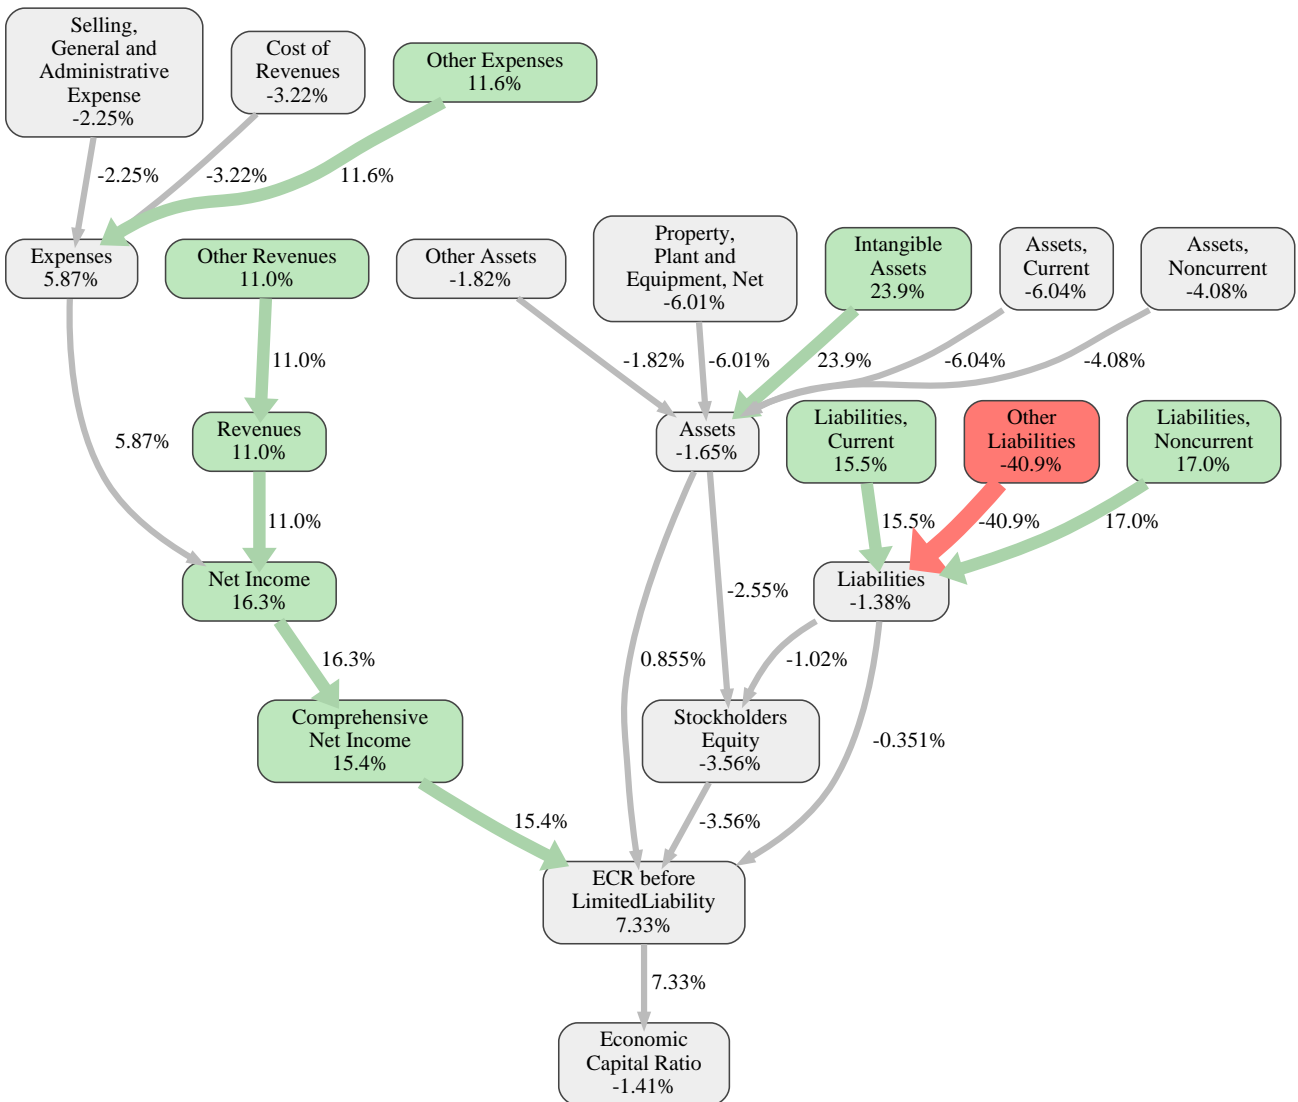 Selling,
General and
Administrative
Expense
-2.25%
Cost of
Revenues
-3.22%
Other Expenses
11.6%
-2.25%
-3.22%
11.6%
Expenses
5.87%
Other Revenues
11.0%
Other Assets
-1.82%
Property,
Plant and
Equipment, Net
-6.01%
Intangible
Assets
23.9%
Assets,
Current
-6.04%
Assets,
Noncurrent
-4.08%
11.0%
-1.82%
-6.01%
23.9%
-6.04%
-4.08%
5.87%
Revenues
11.0%
Assets
-1.65%
Liabilities,
Current
15.5%
Other
Liabilities
-40.9%
Liabilities,
Noncurrent
17.0%
11.0%
15.5%
-40.9%
17.0%
Net Income
16.3%
-2.55%
Liabilities
-1.38%
16.3%
0.855%
-1.02%
Comprehensive
Net Income
15.4%
Stockholders
Equity
-3.56%
-0.351%
15.4%
-3.56%
ECR before
LimitedLiability
7.33%
7.33%
Economic
Capital Ratio
-1.41%